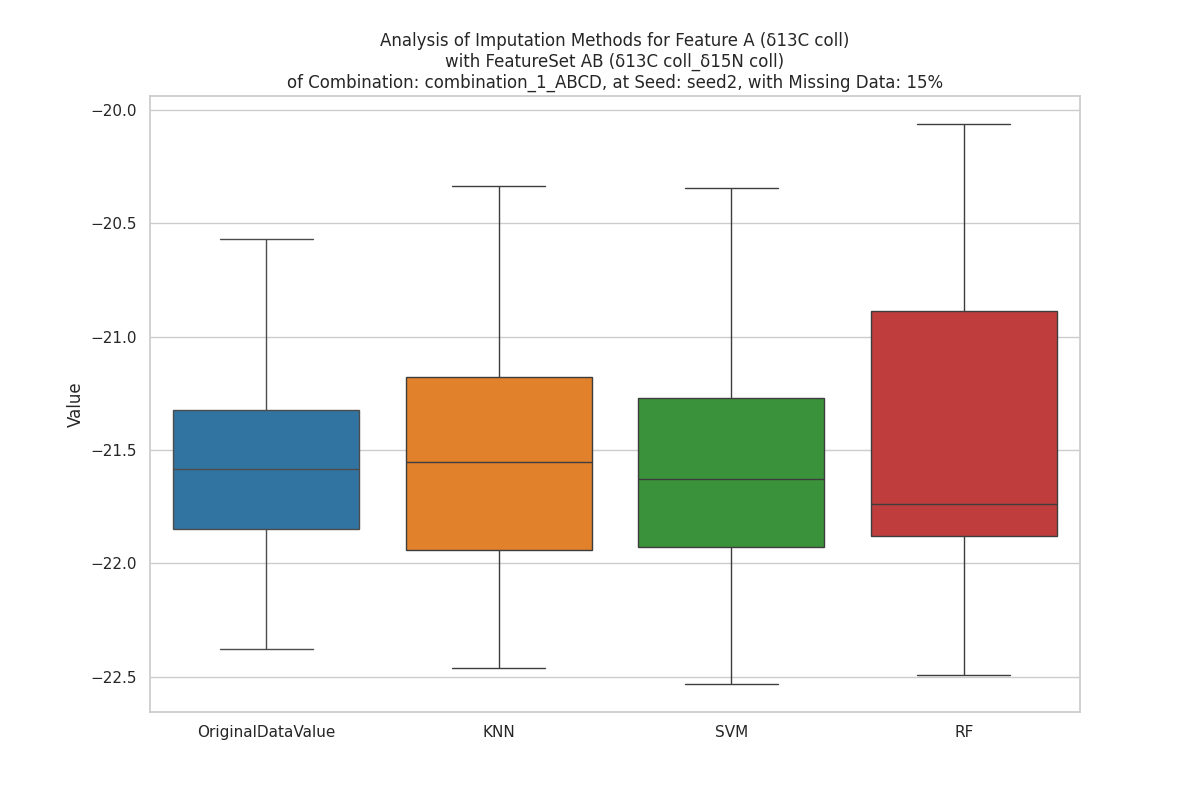 Analysis of Imputation Methods for Feature A (δ13C coll)
with FeatureSet AB (δ13C coll_δ15N coll)
of Combination: combination_1_ABCD, at Seed: seed2, with Missing Data: 15%
−20.0
−20.5
−21.0
−21.5
−22.0
−22.5
Value
OriginalDataValue
KNN
SVM
RF